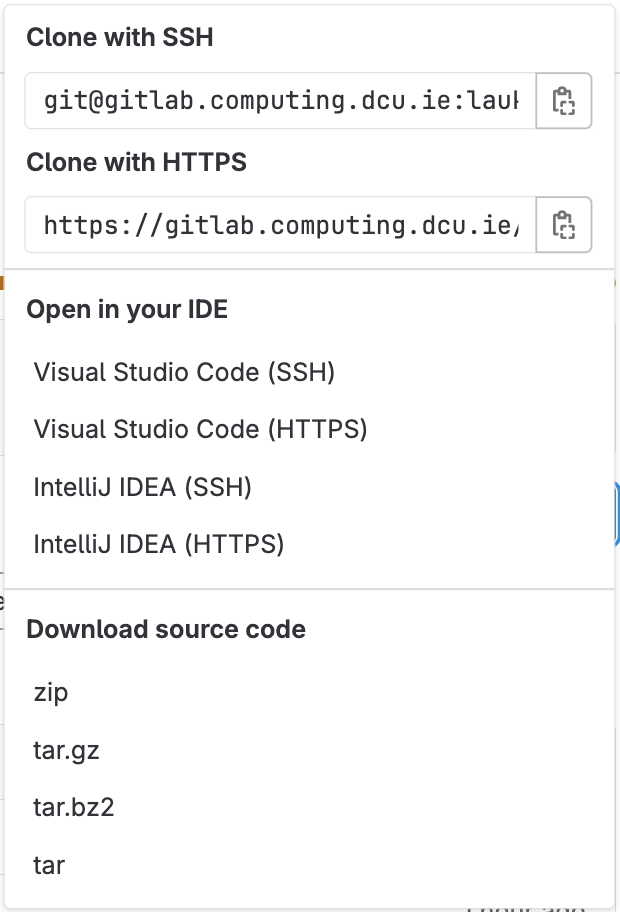 Clone with SSH
git@gitlab.computing.dcu.ie:lauk
Clone with HTTPS
https://gitlab.computing.dcu.ie/
Open in your IDE
Visual Studio Code (SSH)
Visual Studio Code (HTTPS)
IntelliJ IDEA (SSH)
IntelliJ IDEA (HTTPS)
Download source code
zip
tar.gz
tar.bz2
tar